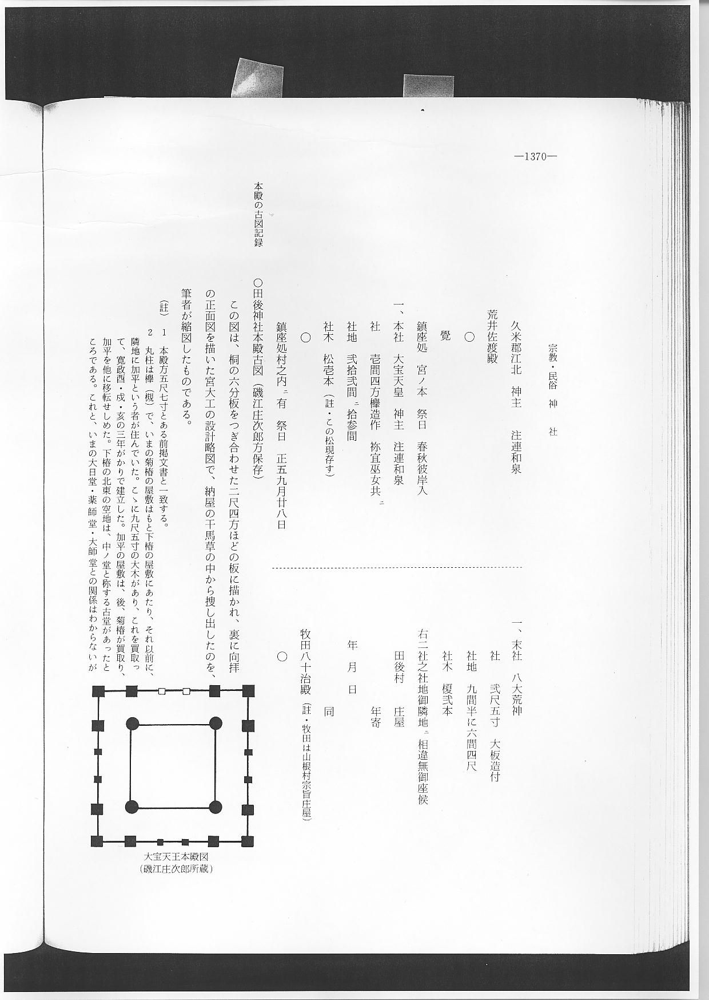 —1370—
宗教・民俗　神　社
久米郡江北　神主　　注連和泉
荒井佐渡殿
〇
覺
鎮座処　宮ノ本　祭日　春秋彼岸入
一、本社　大宝天皇　神主　注連和泉
社　　壱間四方欅造作　祢宜巫女共ニ
社地　弐拾弐間ニ拾参間
社木　松壱本（註・この松現存す）
〇
鎮座処村之内ニ有　祭日　正五九月廿八日
一、末社　八大荒神
社　　弐尺五寸　大板造付
社地　九間半に六間四尺
社木　榎弐本
右二社之社地御隣地ニ相違無御座候
田後村　　庄屋
年寄
年　月　日
同
牧田八十治殿（註・牧田は山根村宗旨庄屋）
〇
本殿の古図記録
〇田後神社本殿古図（磯江庄次郎方保存）
この図は、桐の六分板をつぎ合わせた二尺四方ほどの板に描かれ、裏に向拝
の正面図を描いた宮大工の設計略図で、納屋の干馬草の中から捜し出したのを、
筆者が縮図したものである。
（註）　1　本殿方五尺七寸とある前掲文書と一致する。
2　丸柱は欅（槻）で、いまの菊椿の屋敷はもと下椿の屋敷にあたり、それ以前に、
隣地に加平という者が住んでいた。こゝに九尺五寸の大木があり、これを買取っ
て、寛政酉・戌・亥の三年がかりで建立した。加平の屋敷は、後、菊椿が買取り、
加平を他に移転せしめた。下椿の北東の空地は、中ノ堂と称する古堂があったと
ころである。これと、いまの大日堂・薬師堂・大師堂との関係はわからないが
大宝天王本殿図
（磯江庄次郎所蔵）